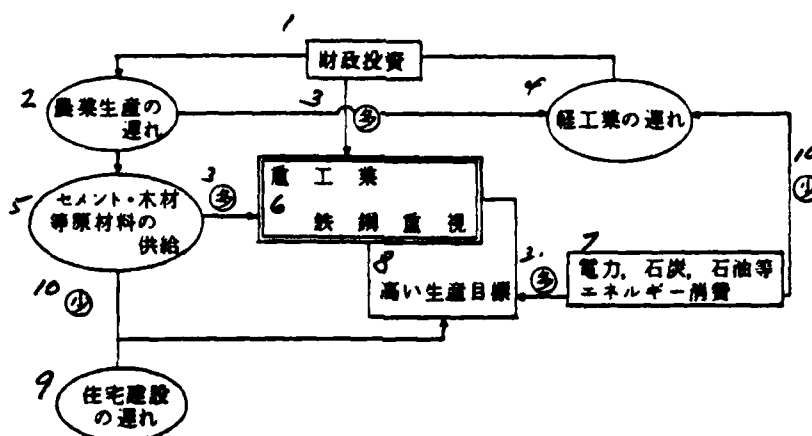 1
財政投資
2
農業生産の
遅れ
3
多
4
経工業の遅れ
10
少
5
セメント・木材
等原材料の
供給
3
多
重工業
6
鉄鋼重視
7
電力，石炭，石油等
エネルギー消費
3.
多
8
高い生産目標
10
少
9
住宅建設
の遅れ